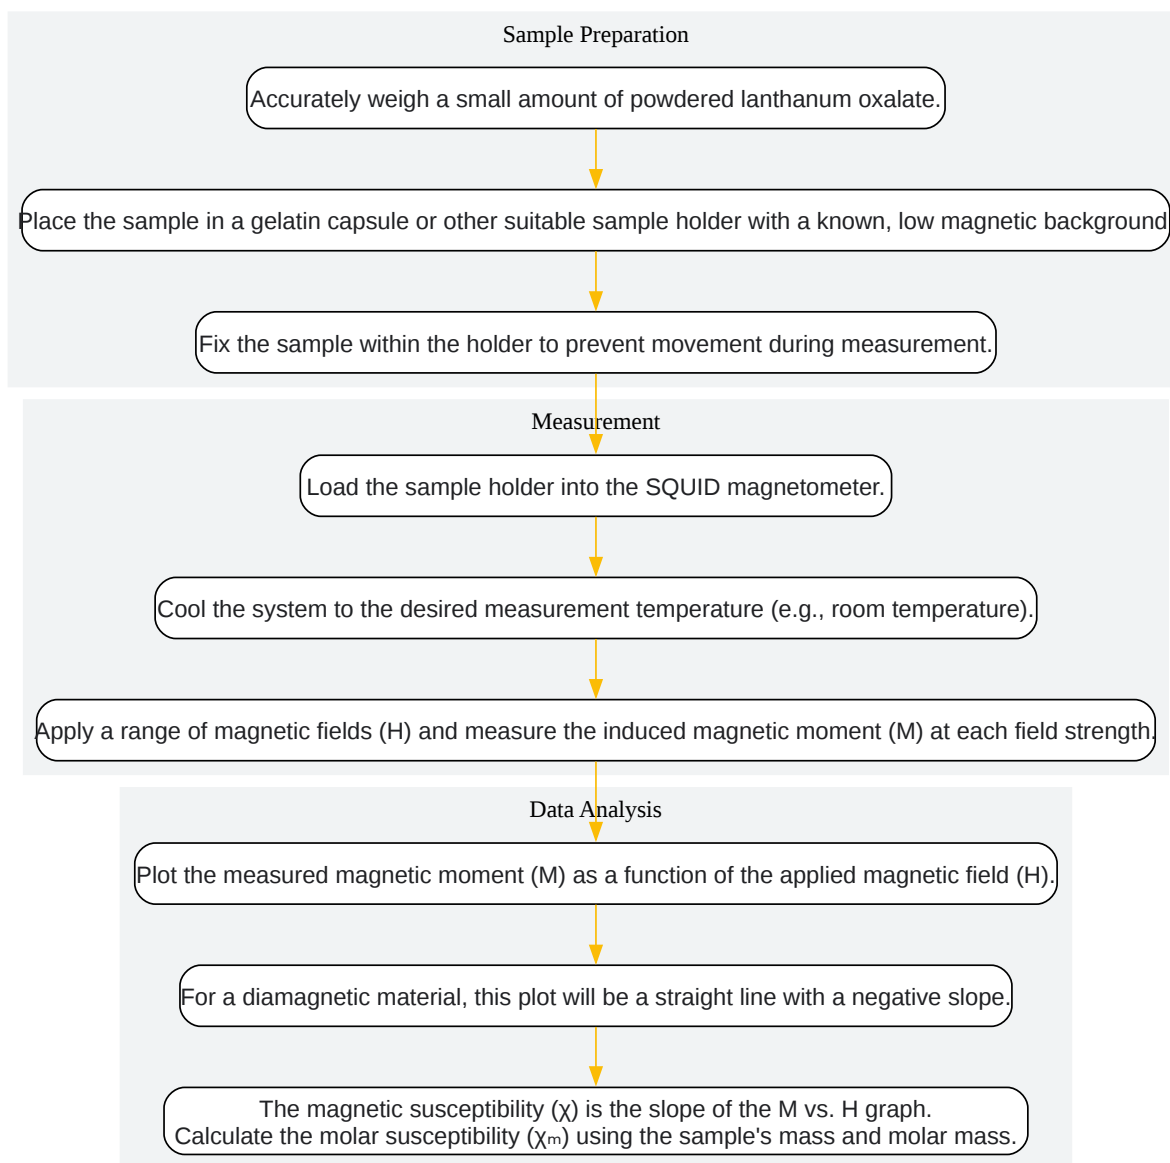 Sample Preparation
Accurately weigh a small amount of powdered lanthanum oxalate.
Place the sample in a gelatin capsule or other suitable sample holder with a known, low magnetic background
Fix the sample within the holder to prevent movement during measurement.
Measurement
Load the sample holder into the SQUID magnetometer.
Cool the system to the desired measurement temperature (e.g., room temperature).
Apply a range of magnetic fields (H) and measure the induced magnetic moment (M) at each field strength.
Data Analysis
Plot the measured magnetic moment (M) as a function of the applied magnetic field (H).
For a diamagnetic material, this plot will be a straight line with a negative slope.
The magnetic susceptibility (χ) is the slope of the M vs. H graph.
Calculate the molar susceptibility (χₘ) using the sample's mass and molar mass.